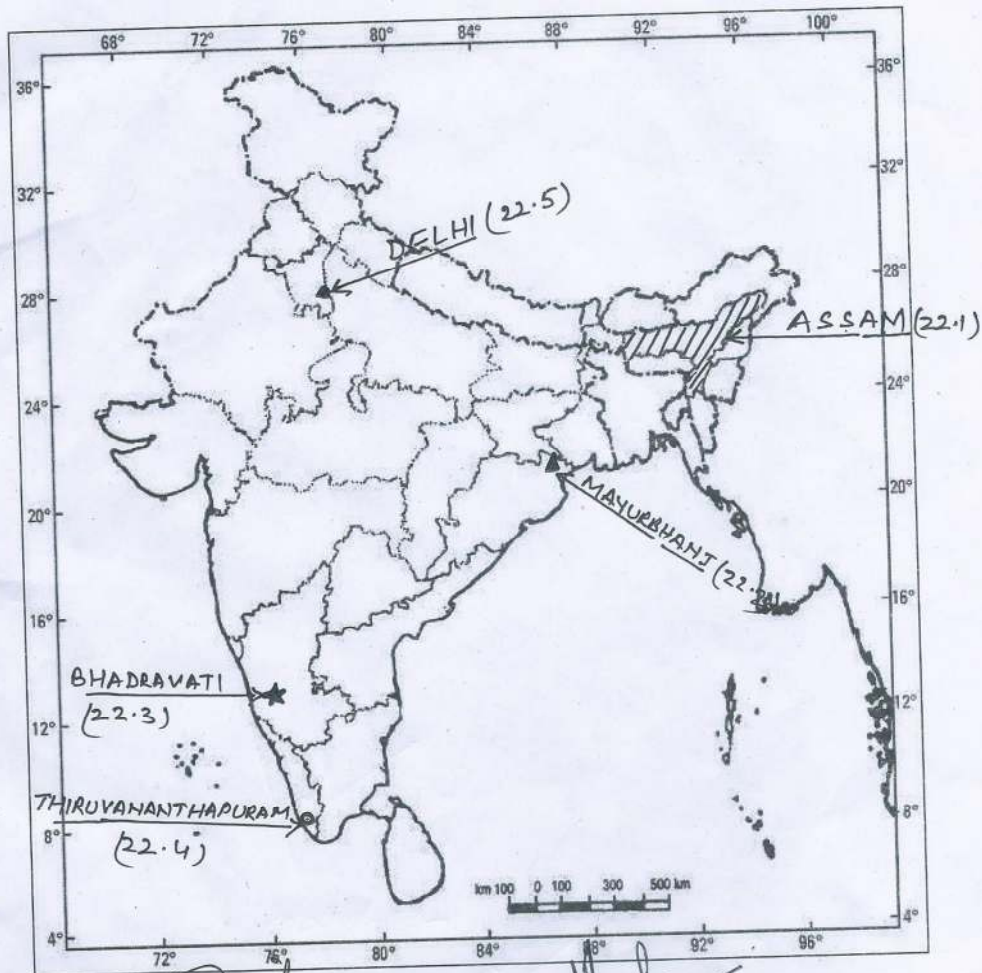 68° 72° 76° 80° 84° 88° 92° 96° 100°
36° 36°
32° 32°
DELHI (22.5)
28° 28°
ASSAM (22.1)
24° 24°
20° 20°
MAYURBHANJ
16° 16°
BHADRAVATI
(22.3)
12° 12°
THIRUVANANTHAPURAM
8° 8°
(22.4)
km 100 0 100 300 500 km
4° 4°
72° 76° 80° 84° 88° 92° 96°